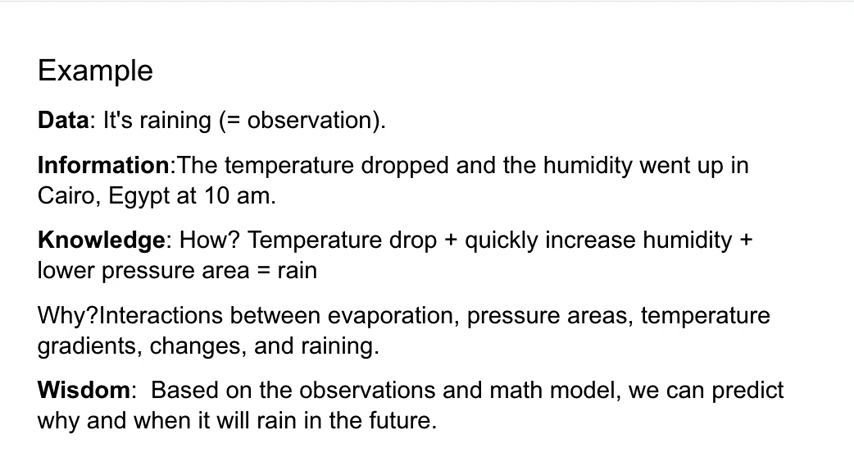 Example
Data: It's raining (= observation).
Information:The temperature dropped and the humidity went up in
Cairo, Egypt at 10 am.
Knowledge: How? Temperature drop + quickly increase humidity +
lower pressure area = rain
Why?Interactions between evaporation, pressure areas, temperature
gradients, changes, and raining.
Wisdom:  Based on the observations and math model, we can predict
why and when it will rain in the future.